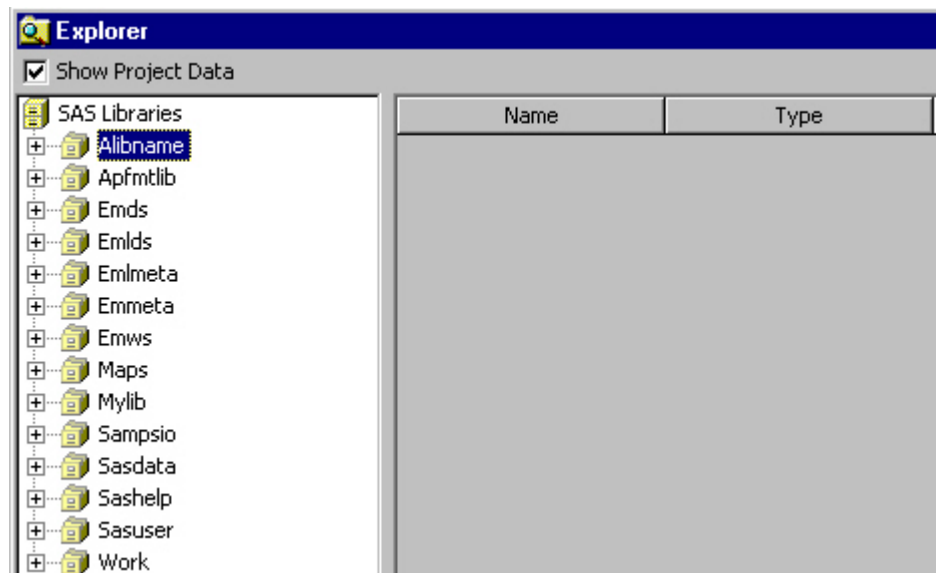 Explorer
Show Project Data
SAS Libraries
Name Type
Alibname
Apfmtlib
Emds
Emlds
Emlmeta
Emmeta
Emws
Maps
Mylib
Sampsio
Sasdata
Sashelp
Sasuser
Work